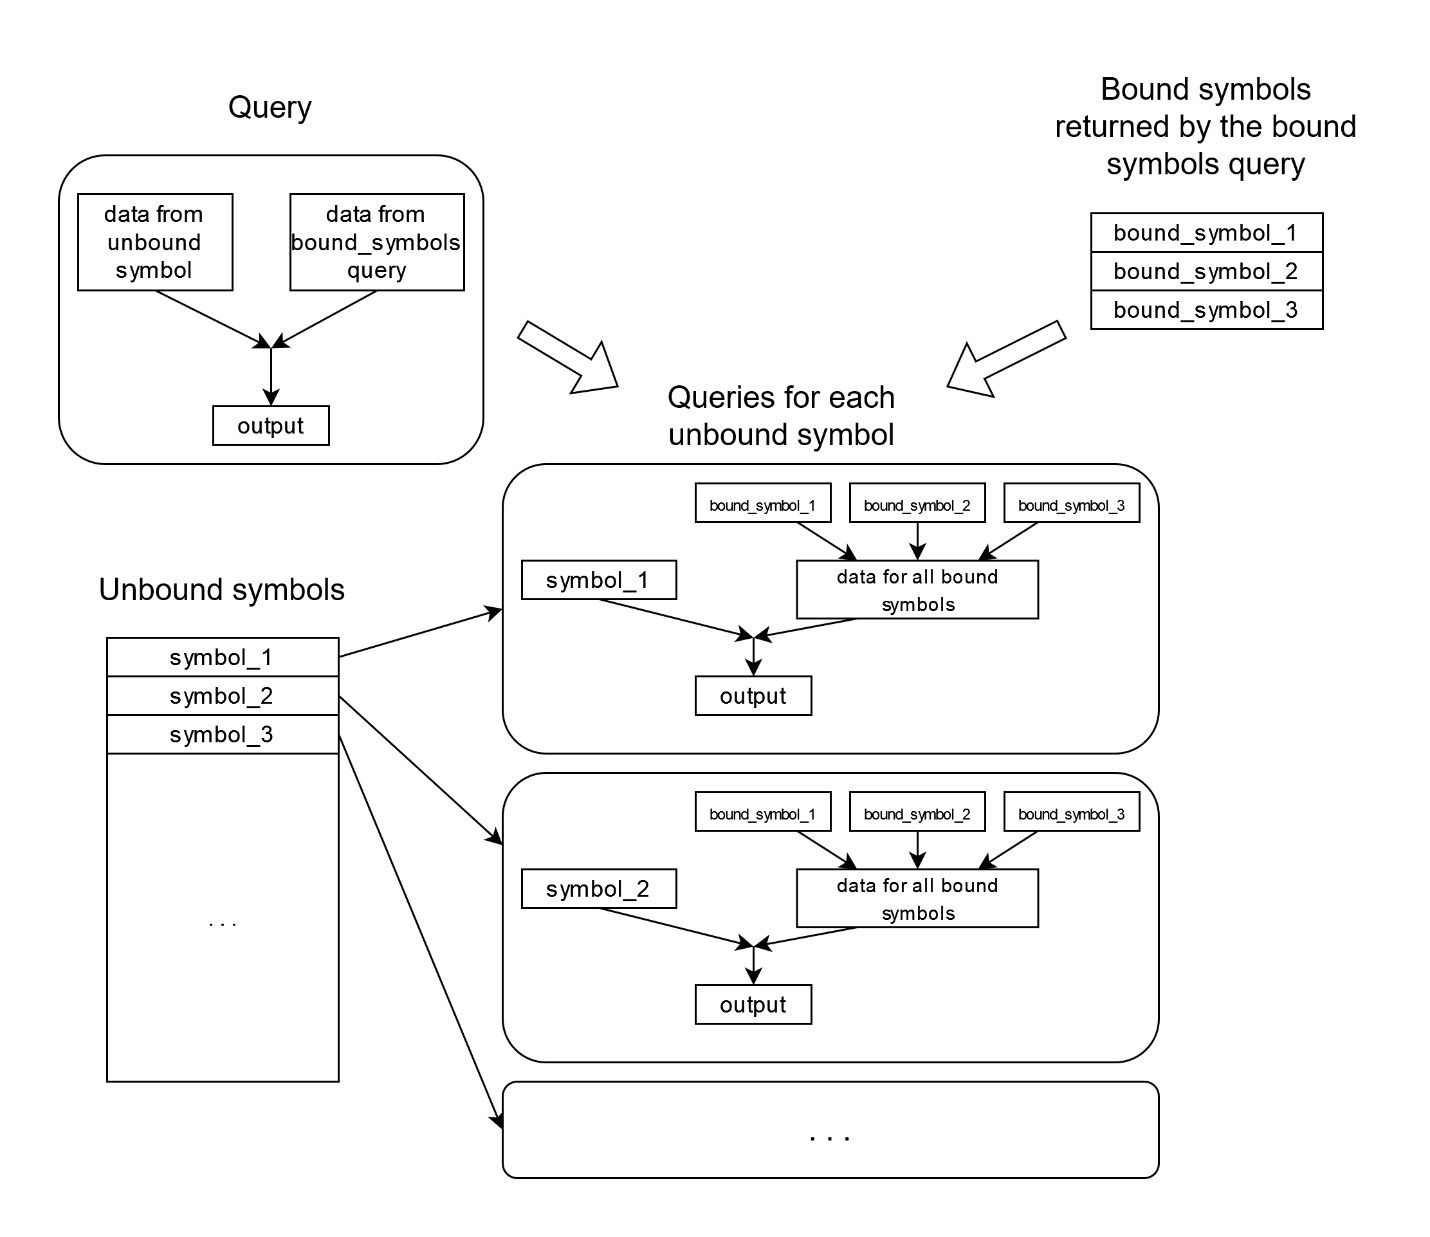 Query
data from
unbound
symbol
data from
bound_symbols
query
output
Bound symbols
returned by the bound
symbols query
bound_symbol_1
bound_symbol_2
bound_symbol_3
Queries for each
unbound symbol
Unbound symbols
symbol_1
symbol_2
symbol_3
. . .
bound_symbol_1
bound_symbol_2
bound_symbol_3
symbol_1
data for all bound
symbols
output
bound_symbol_1
bound_symbol_2
bound_symbol_3
symbol_2
data for all bound
symbols
output
. . .